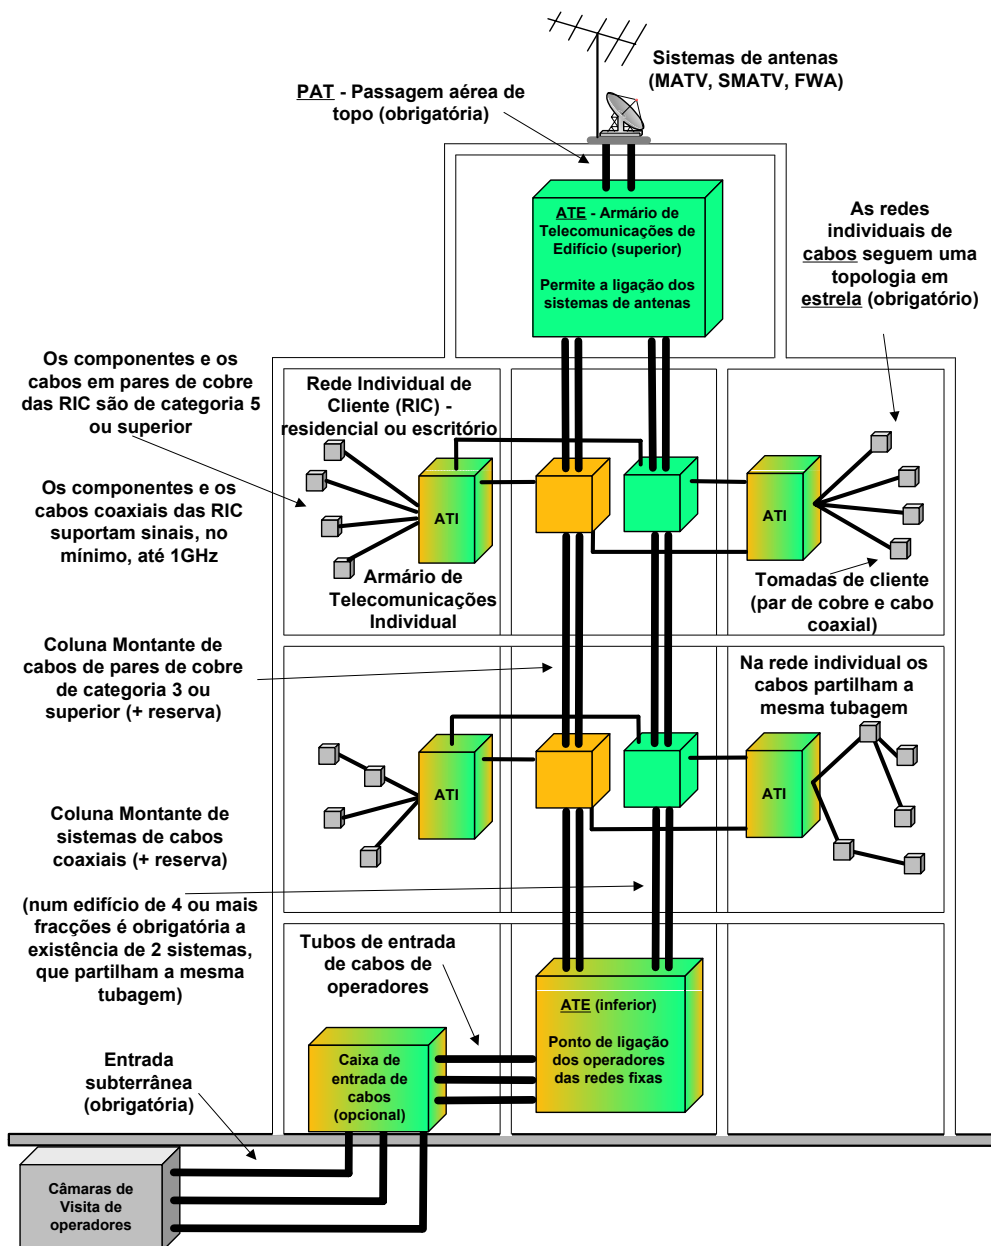 Sistemas de antenas
(MATV, SMATV, FWA)
PAT - Passagem aérea de
topo (obrigatória)
ATE - Armário de
Telecomunicações de
Edifício (superior)
Permite a ligação dos
sistemas de antenas
As redes
individuais de
cabos seguem uma
topologia em
estrela (obrigatório)
Os componentes e os
cabos em pares de cobre
das RIC são de categoria 5
ou superior
Os componentes e os
cabos coaxiais das RIC
suportam sinais, no
mínimo, até 1GHz
Rede Individual de
Cliente (RIC) -
residencial ou escritório
ATI
ATI
Armário de
Telecomunicações
Individual
Tomadas de cliente
(par de cobre e cabo
coaxial)
Coluna Montante de
cabos de pares de cobre
de categoria 3 ou
superior (+ reserva)
Na rede individual os
cabos partilham a
mesma tubagem
ATI
ATI
Coluna Montante de
sistemas de cabos
coaxiais (+ reserva)
(num edifício de 4 ou mais
fracções é obrigatória a
existência de 2 sistemas,
que partilham a mesma
tubagem)
Tubos de entrada
de cabos de
operadores
ATE (inferior)
Ponto de ligação
dos operadores
das redes fixas
Caixa de
entrada de
cabos
(opcional)
Entrada
subterrânea
(obrigatória)
Câmaras de
Visita de
operadores